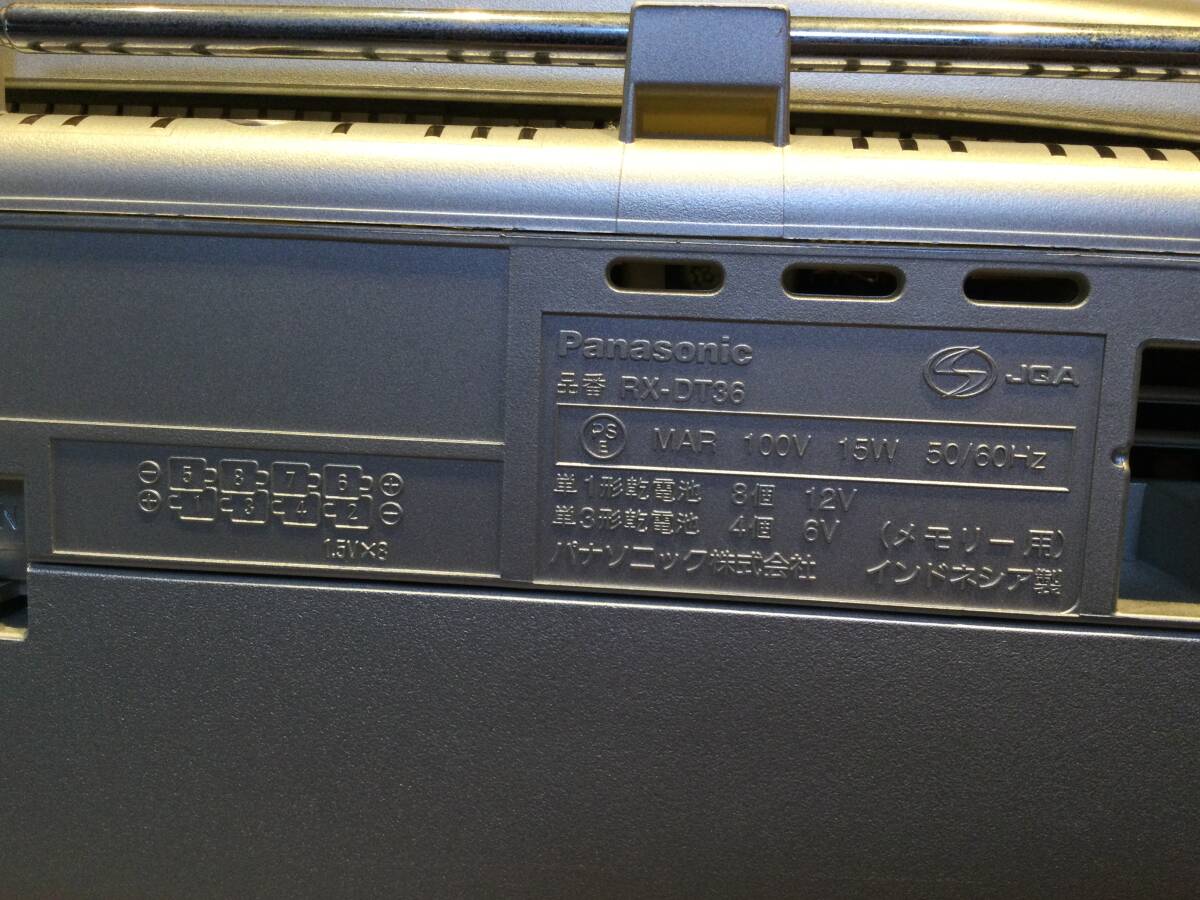 Panasonic
JQA
品番 RX-DT36
PS
E
MAR 100V 15W 50/60Hz
単1形乾電池 8個 12V
単3形乾電池 4個 6V (メモリー用)
パナソニック株式会社 インドネシア製
⊖ 5 8 7 6 ⊕
⊕ 1 3 4 2 ⊖
1.5V×8